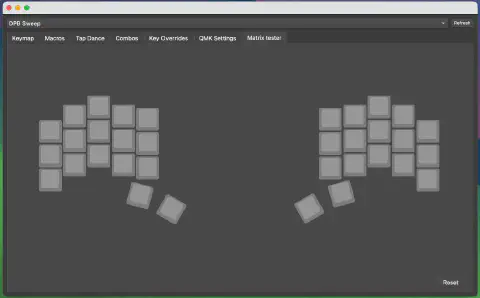 DPB Sweep
Refresh
Keymap Macros Tap Dance Combos Key Overrides QMK Settings Matrix tester
Reset